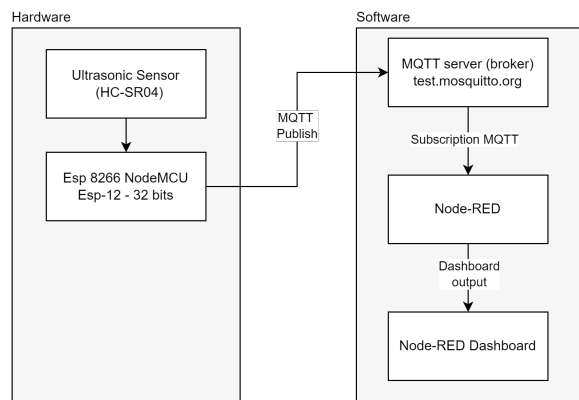 Hardware
Ultrasonic Sensor
(HC-SR04)
Esp 8266 NodeMCU
Esp-12 - 32 bits
MQTT
Publish
Software
MQTT server (broker)
test.mosquitto.org
Subscription MQTT
Node-RED
Dashboard
output
Node-RED Dashboard